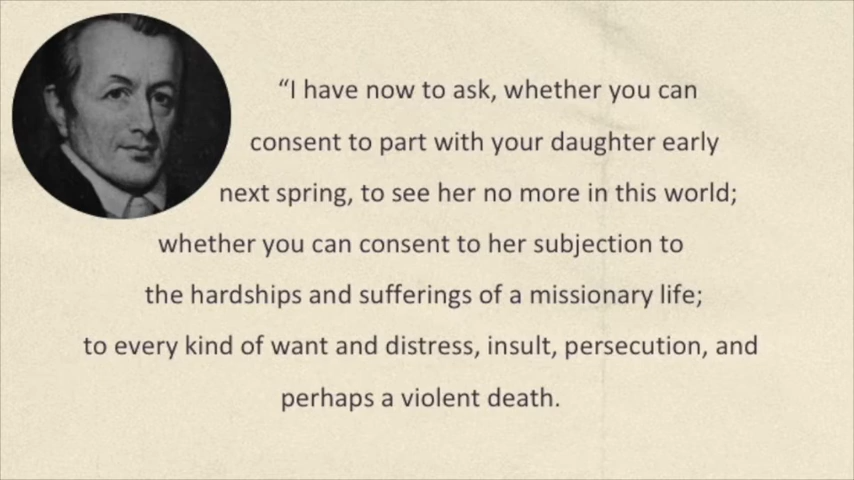 “I have now to ask, whether you can
consent to part with your daughter early
next spring, to see her no more in this world;
whether you can consent to her subjection to
the hardships and sufferings of a missionary life;
to every kind of want and distress, insult, persecution, and
perhaps a violent death.